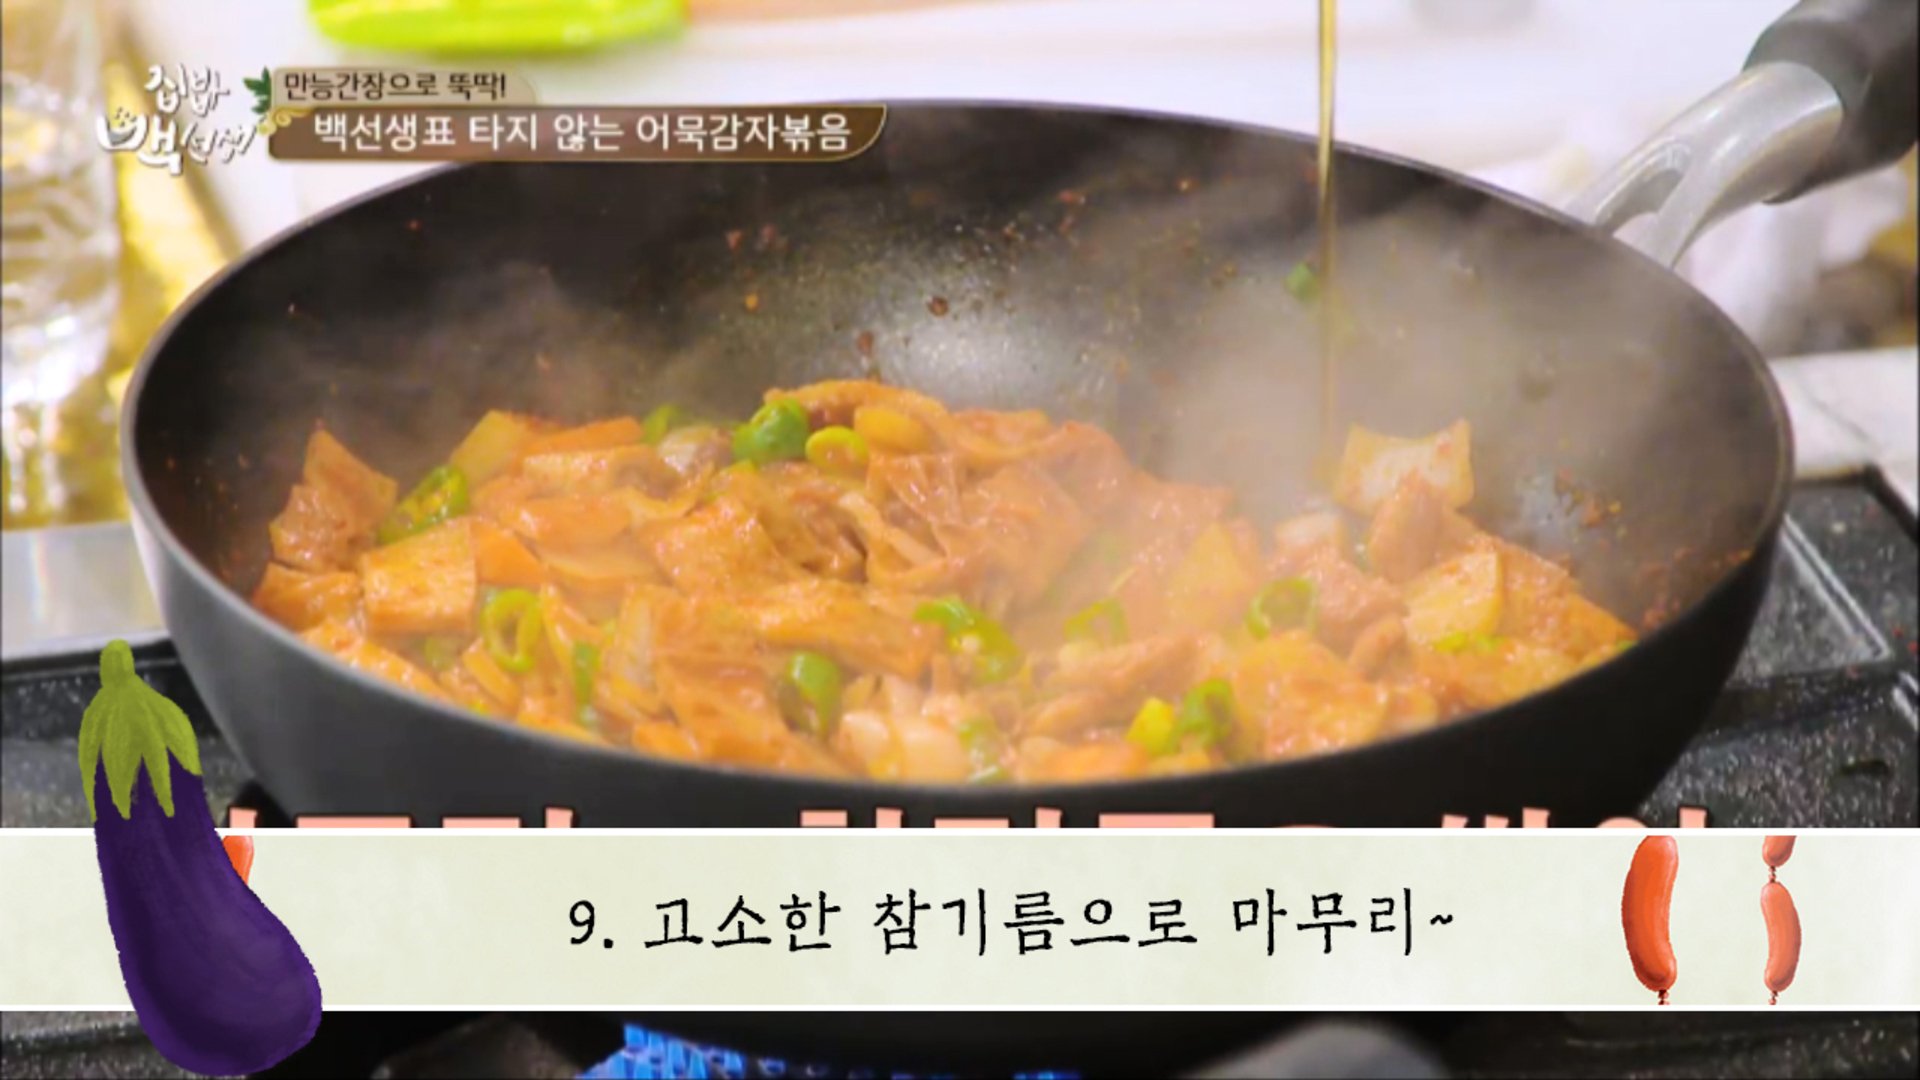 집밥
백선생
만능간장으로 뚝딱!
백선생표 타지 않는 어묵감자볶음
9. 고소한 참기름으로 마무리~